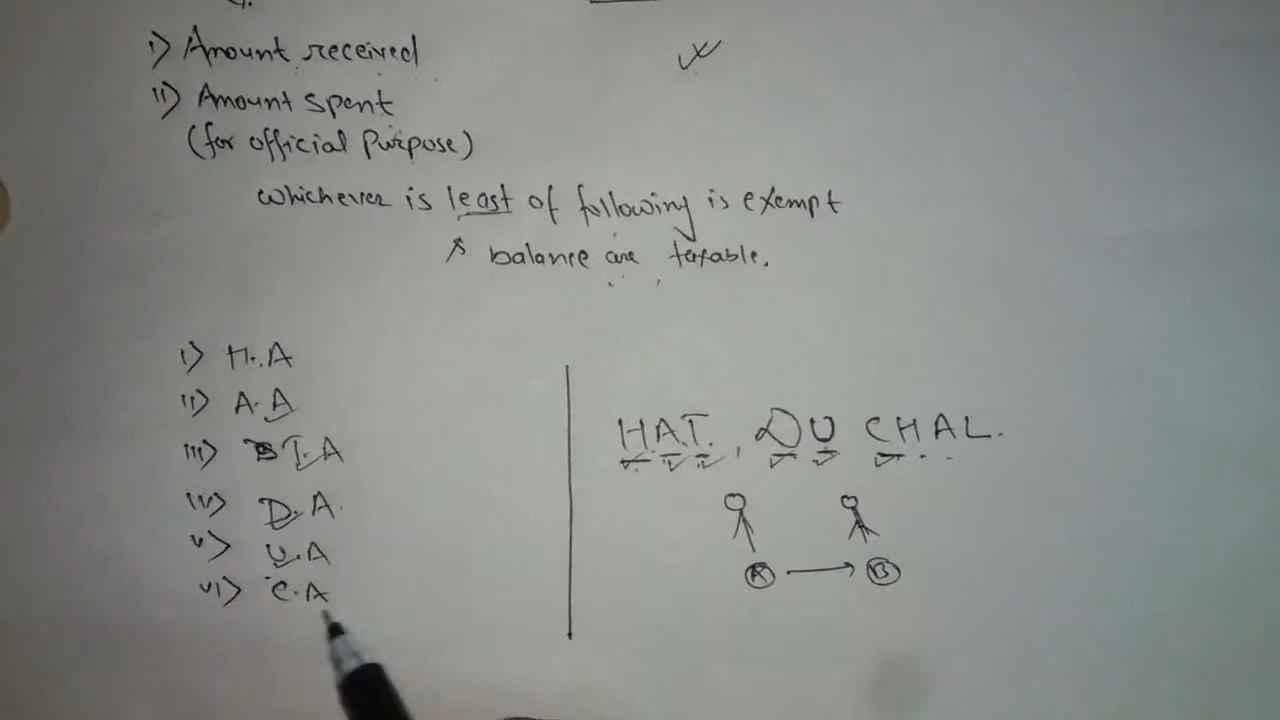 i) Amount received
ii) Amount spent
(for official purpose)
whichever is least of following is exempt
& balance are taxable.
i) H.A
ii) A.A
iii) T.A
iv) D.A.
v) U.A
vi) C.A
HAT, DU CHAL.
A → B